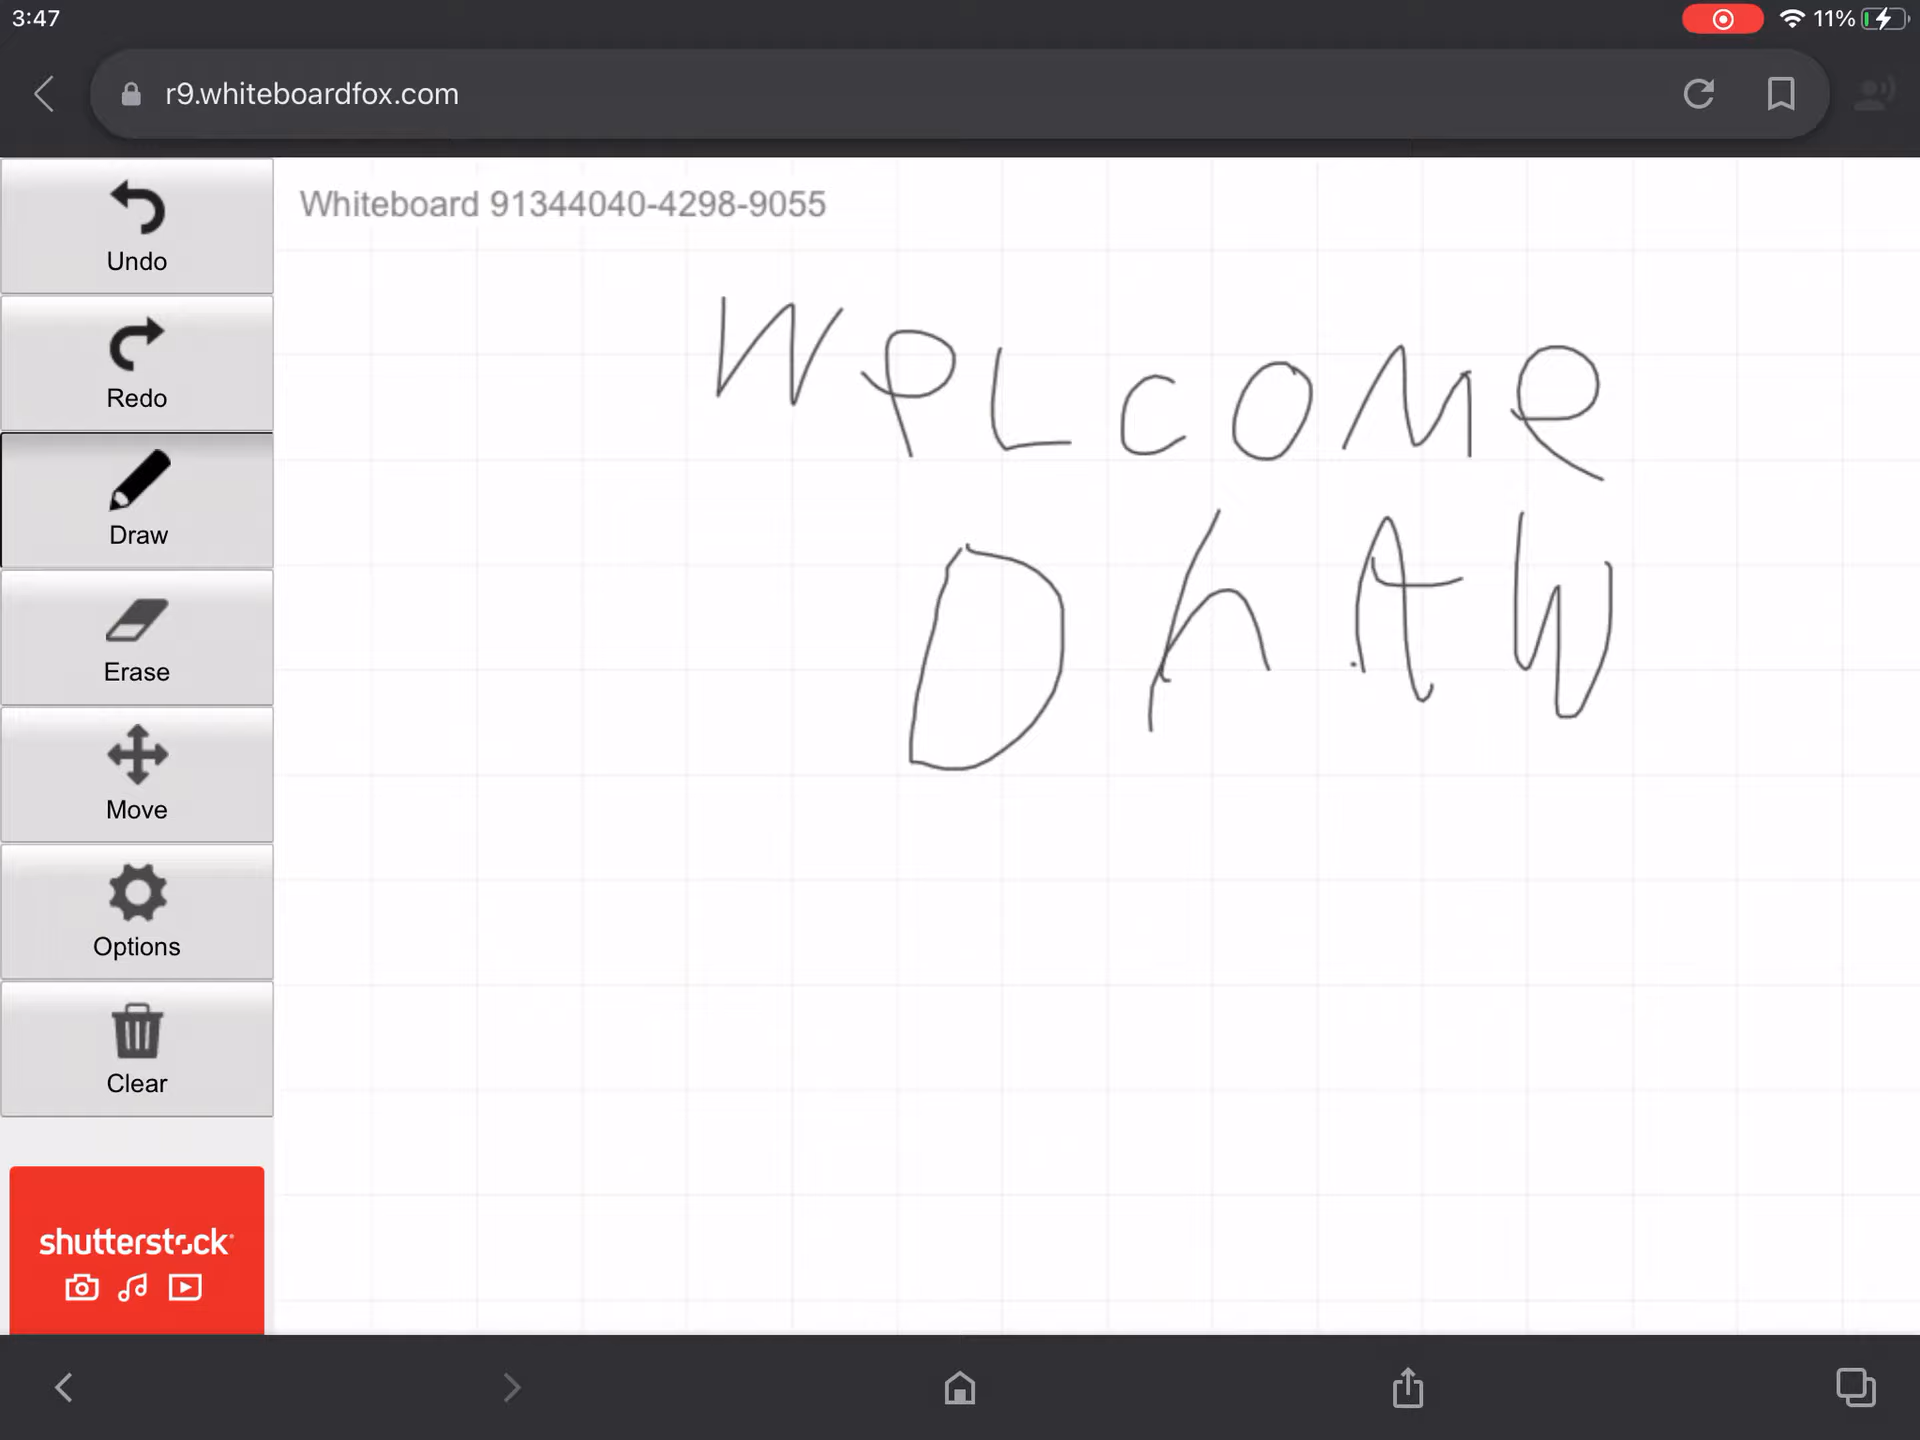 3:47
11%
r9.whiteboardfox.com
Undo
Whiteboard 91344040-4298-9055
Redo
Draw
Erase
Move
Options
Clear
WeLcOMe
DrAW
shutterstock